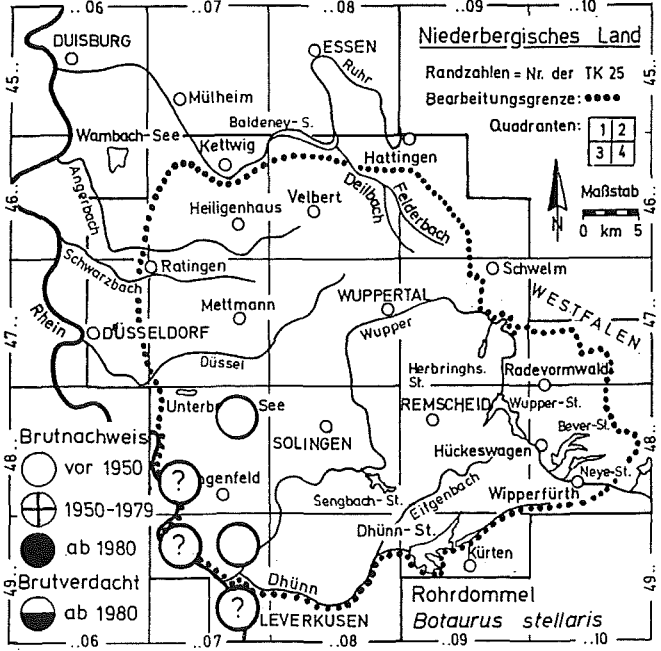 ..06 ..07 ..08 ..09 ..10
DUISBURG
ESSEN
Niederbergisches Land
45..
Ruhr
Randzahlen = Nr. der TK 25
45..
Mülheim
Bearbeitungsgrenze:
Baldeney-S.
Quadranten: 1 2
3 4
Wambach-See
Kettwig
Hattingen
Angerbach
Maßstab
46..
Velbert
Deilbach
Felderbach
46..
Heiligenhaus
N
0 km 5
Schwarzbach
Ratingen
Schwelm
Mettmann
WUPPERTAL
WESTFALEN
47..
Rhein
DÜSSELDORF
Wupper
47..
Düssel
Herbringhs.
St.
Radevormwald
Unterb See
REMSCHEID
Wupper-St.
Bever-St.
Brutnachweis
SOLINGEN
Hückeswagen
48..
vor 1950
?
genfeld
Sengbach-St.
Neye-St.
48..
1950-1979
Eifgenbach
Wipperfürth
ab 1980
?
Dhünn-St.
Brutverdacht
Dhünn
Kürten
49..
ab 1980
?
LEVERKUSEN
Rohrdommel
49..
Botaurus stellaris
..06 ..07 ..08 ..09 ..10